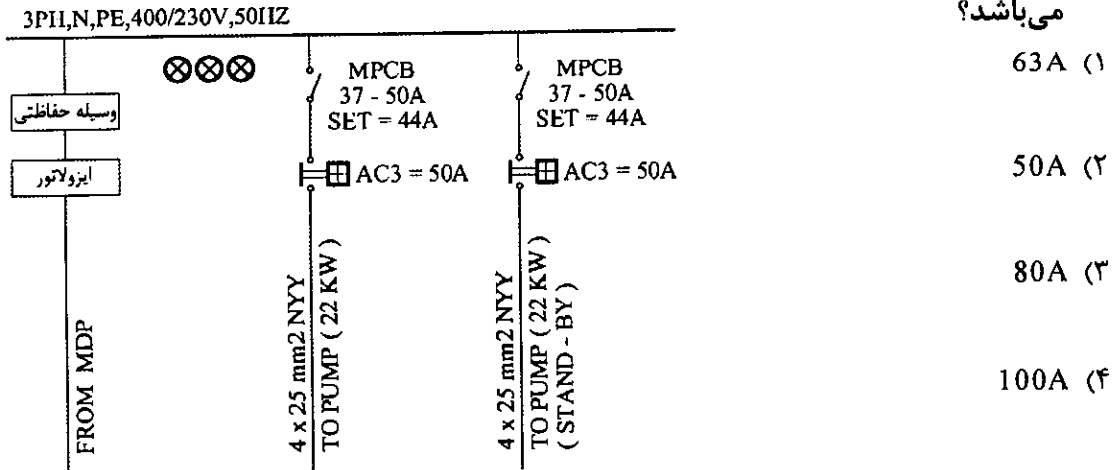 می‌باشد؟
3PH,N,PE,400/230V,50HZ
وسیله حفاظتی
ایزولاتور
FROM MDP
MPCB
37 - 50A
SET = 44A
AC3 = 50A
4 x 25 mm2 NYY
TO PUMP ( 22 KW )
MPCB
37 - 50A
SET = 44A
AC3 = 50A
4 x 25 mm2 NYY
TO PUMP ( 22 KW )
( STAND - BY )
۱) 63A
۲) 50A
۳) 80A
۴) 100A